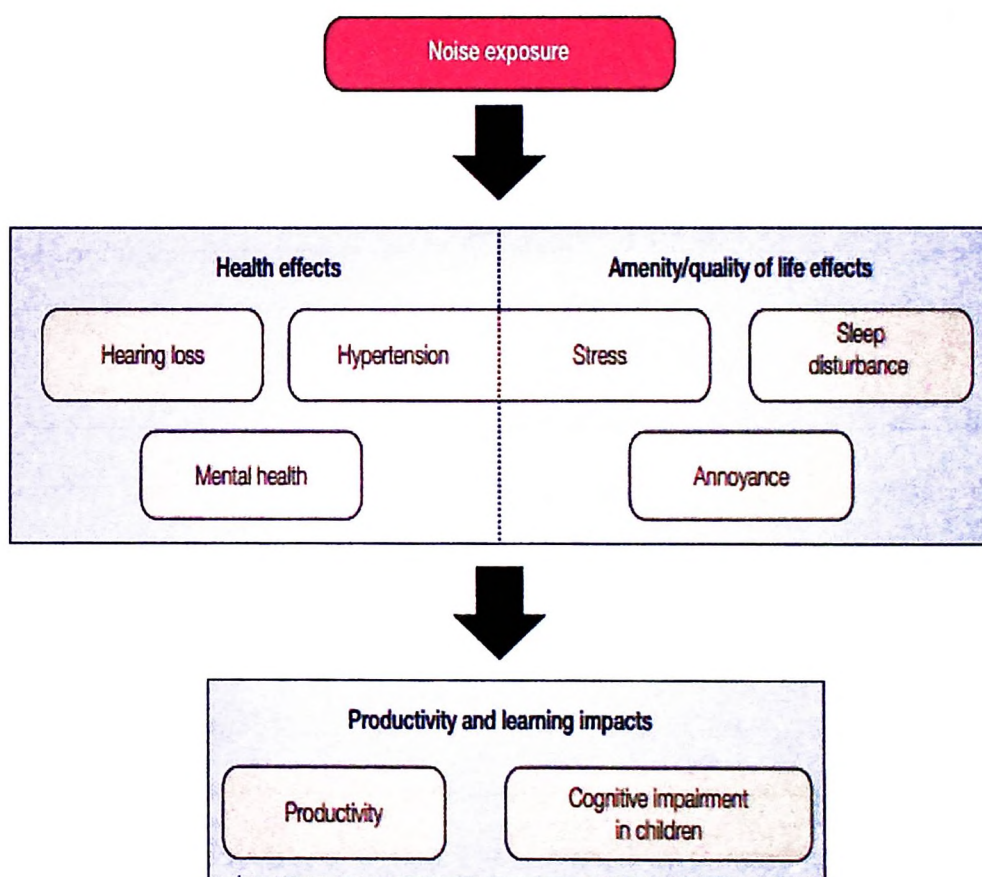 Noise exposure
Health effects
Amenity/quality of life effects
Hearing loss
Hypertension
Stress
Sleep
disturbance
Mental health
Annoyance
Productivity and learning impacts
Productivity
Cognitive impairment
in children